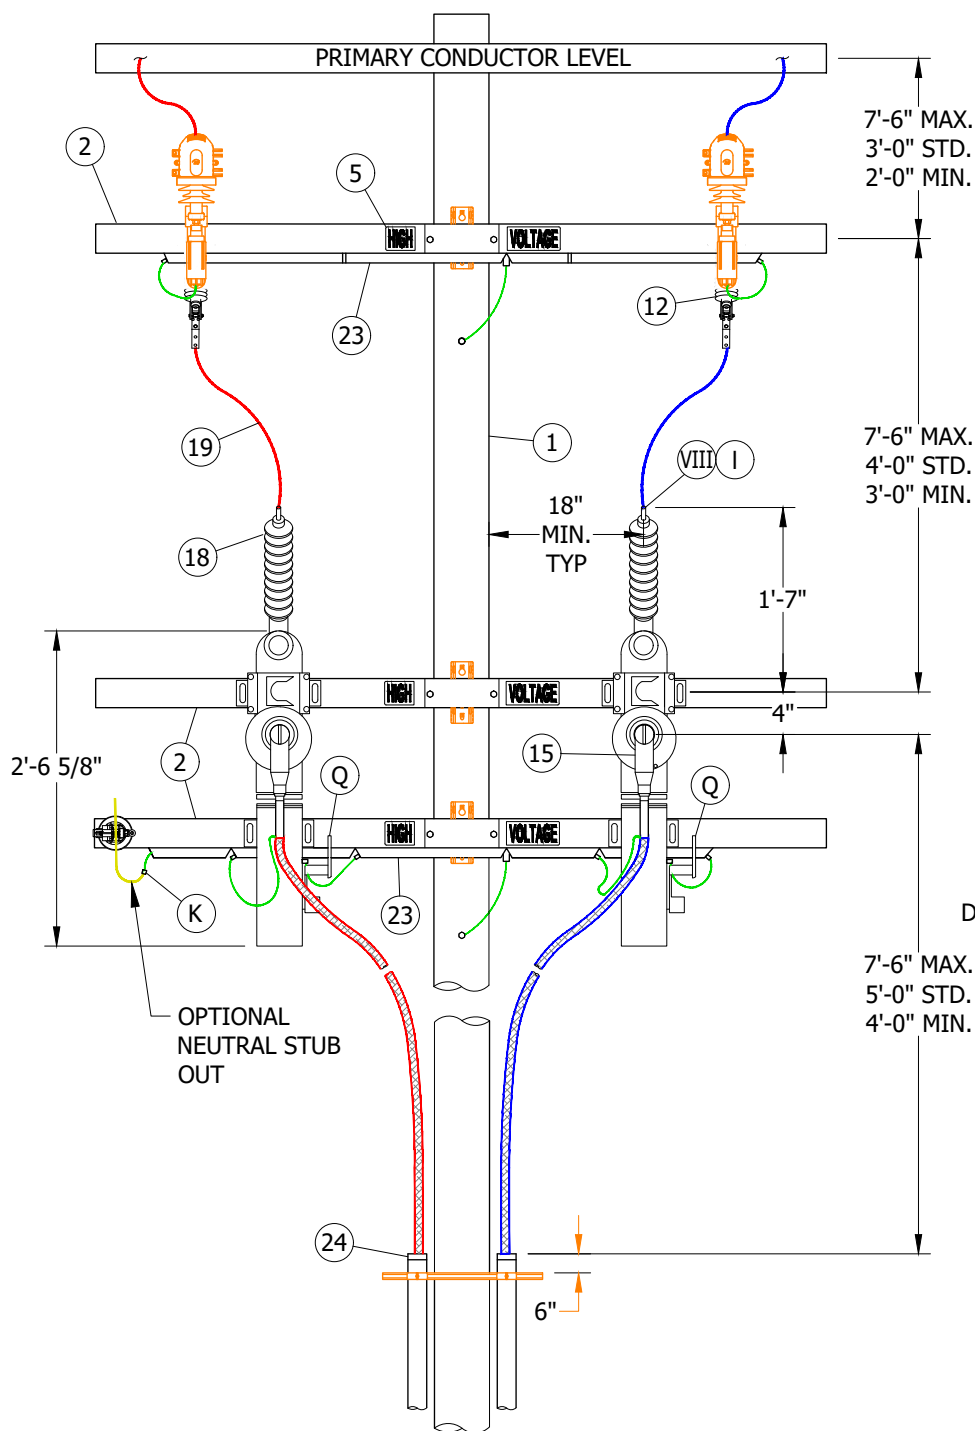 PRIMARY CONDUCTOR LEVEL
7'-6" MAX.
3'-0" STD.
2'-0" MIN.
2
5
HIGH VOLTAGE
23
12
19
1
VIII I
7'-6" MAX.
4'-0" STD.
3'-0" MIN.
18"
MIN.
TYP
18
1'-7"
HIGH VOLTAGE
4"
2'-6 5/8"
2
Q
15
Q
HIGH VOLTAGE
K
23
D
7'-6" MAX.
5'-0" STD.
4'-0" MIN.
OPTIONAL
NEUTRAL STUB
OUT
24
6"